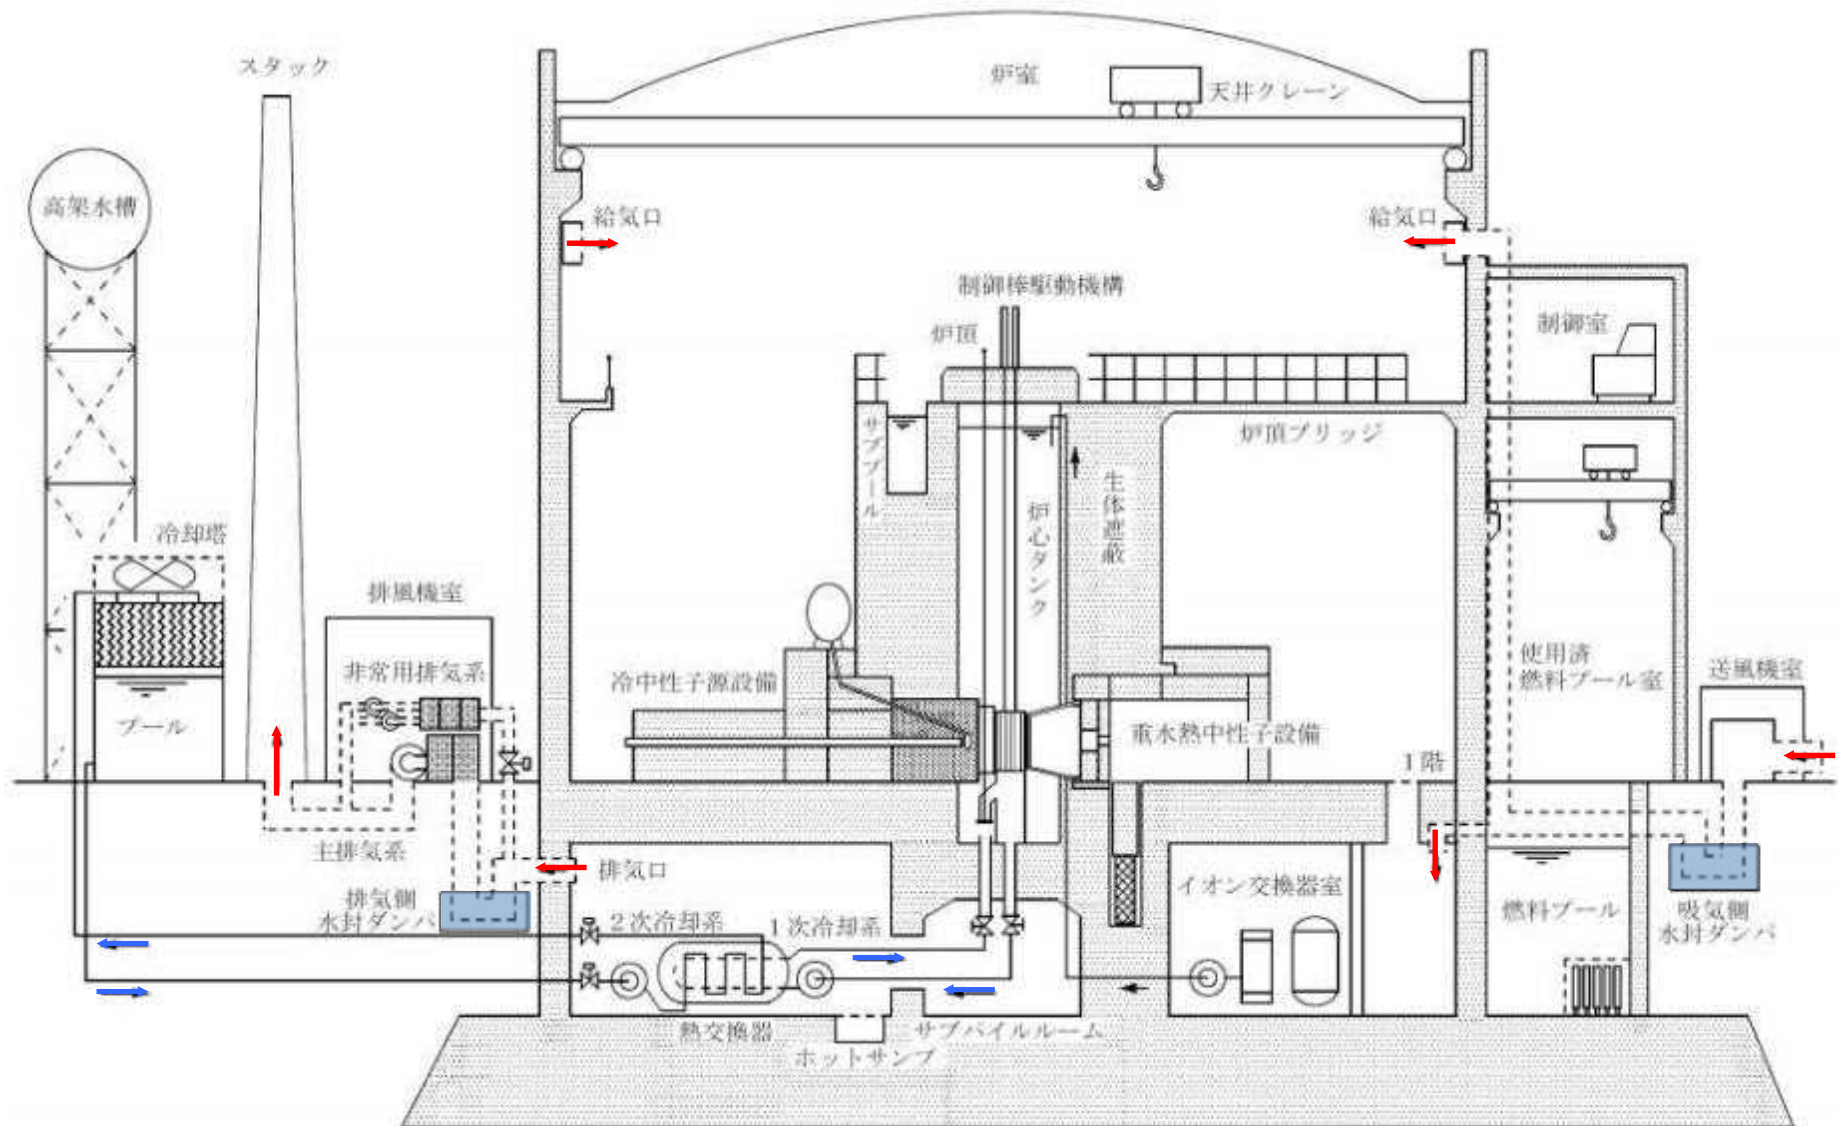 スタック
炉室
天井クレーン
高架水槽
給気口
給気口
制御棒駆動機構
炉頂
制御室
サブプール
炉頂ブリッジ
生体遮蔽
炉心タンク
冷却塔
排風機室
非常用排気系
プール
冷中性子源設備
重水熱中性子設備
使用済
燃料プール室
送風機室
1階
主排気系
排気口
排気側
水封ダンパ
2次冷却系
1次冷却系
イオン交換器室
燃料プール
吸気側
水封ダンパ
熱交換器
サブパイルルーム
ホットサンプ